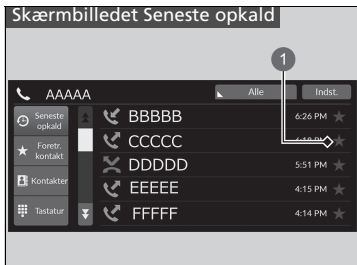 Skærmbilledet Seneste opkald
1
AAAAA
Alle
Indst.
Seneste
opkald
Foretr.
kontakt
Kontakter
Tastatur
BBBBB
6:26 PM
CCCCC
DDDDD
5:51 PM
EEEEE
4:15 PM
FFFFF
4:14 PM